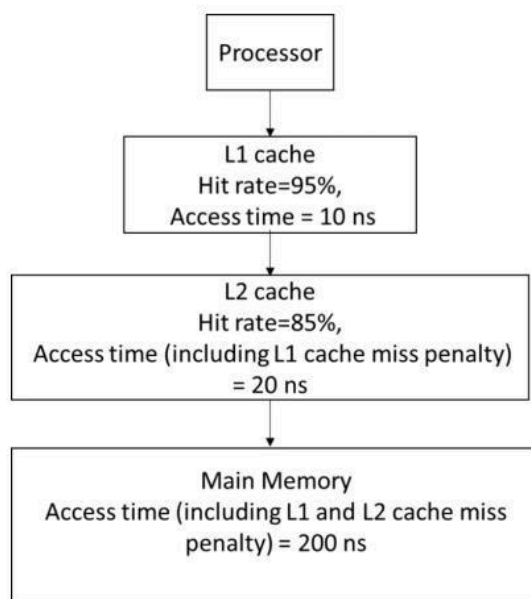 Processor
L1 cache
Hit rate=95%,
Access time = 10 ns
L2 cache
Hit rate=85%,
Access time (including L1 cache miss penalty)
= 20 ns
Main Memory
Access time (including L1 and L2 cache miss
penalty) = 200 ns